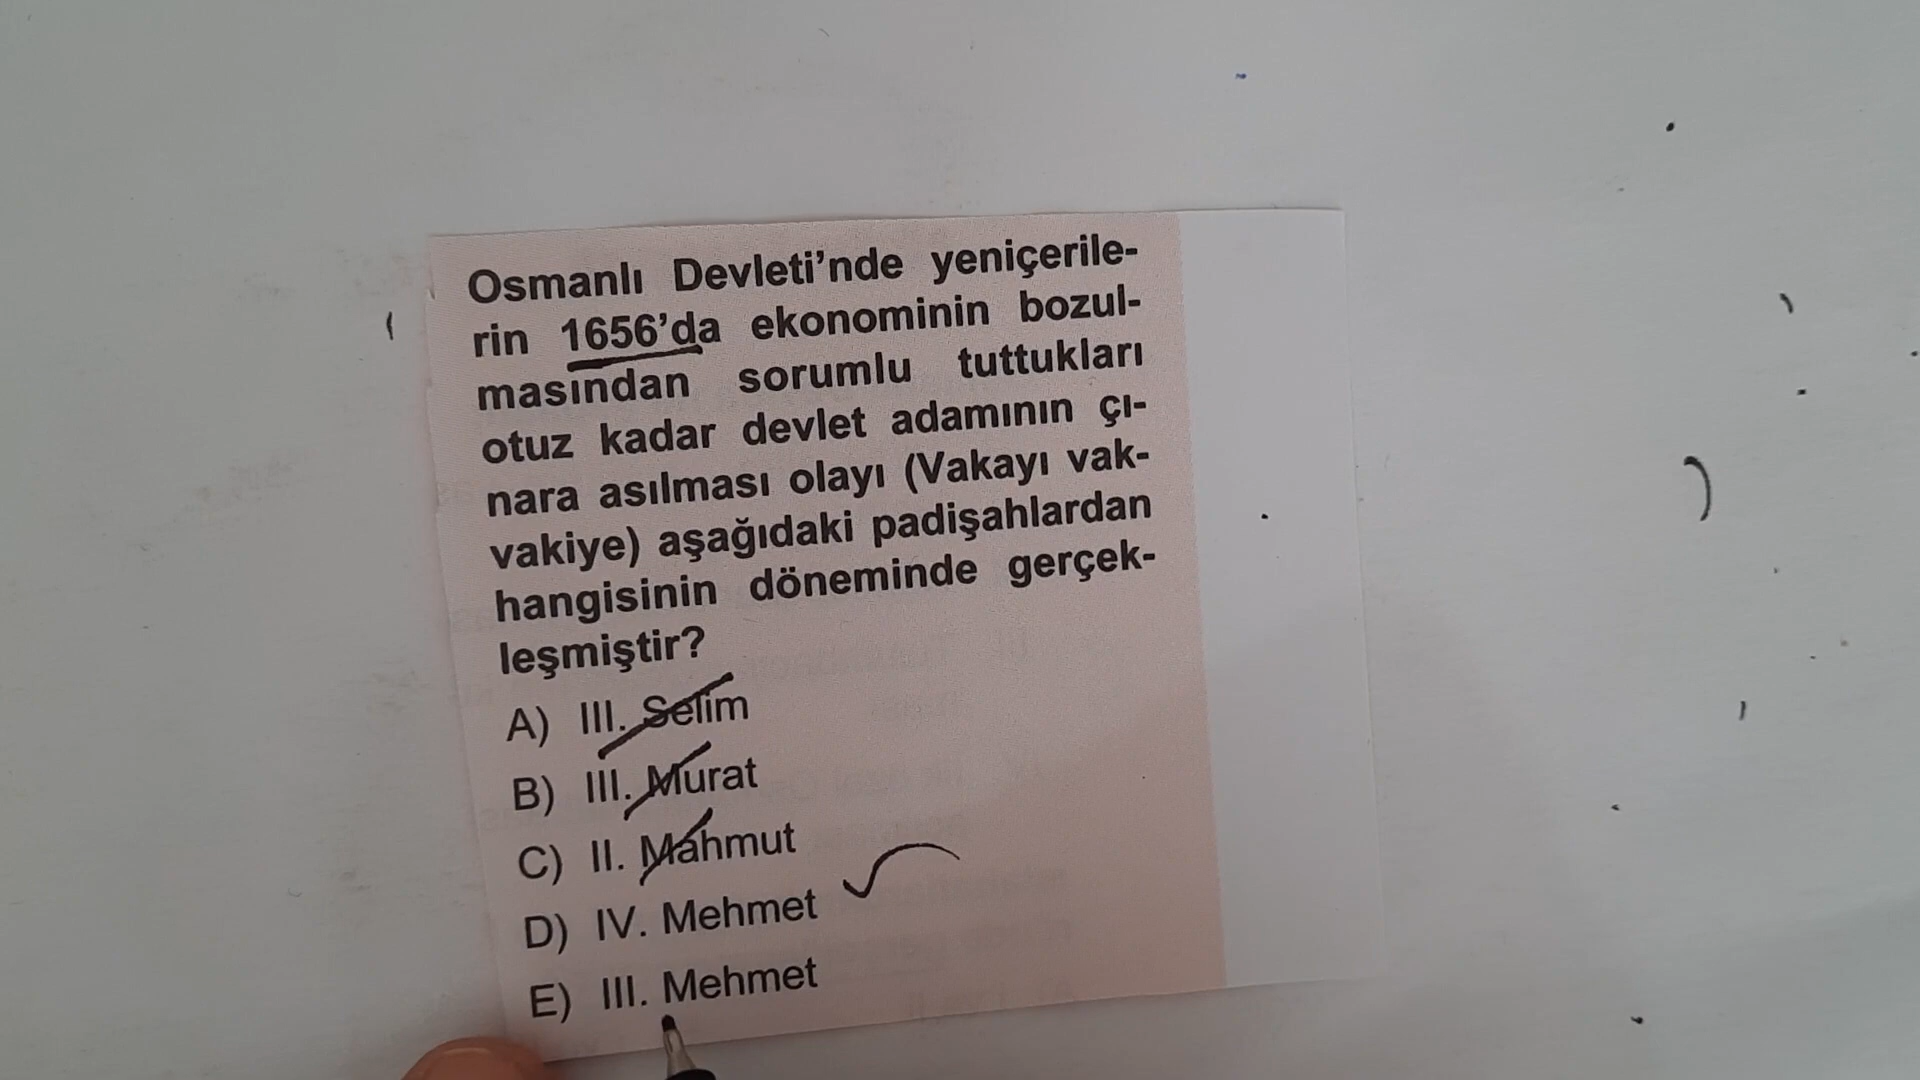 Osmanlı Devleti’nde yeniçerile-
rin 1656’da ekonominin bozul-
masından sorumlu tuttukları
otuz kadar devlet adamının çı-
nara asılması olayı (Vakayı vak-
vakiye) aşağıdaki padişahlardan
hangisinin döneminde gerçek-
leşmiştir?
A) III. Selim
B) III. Murat
C) II. Mahmut
D) IV. Mehmet
E) III. Mehmet